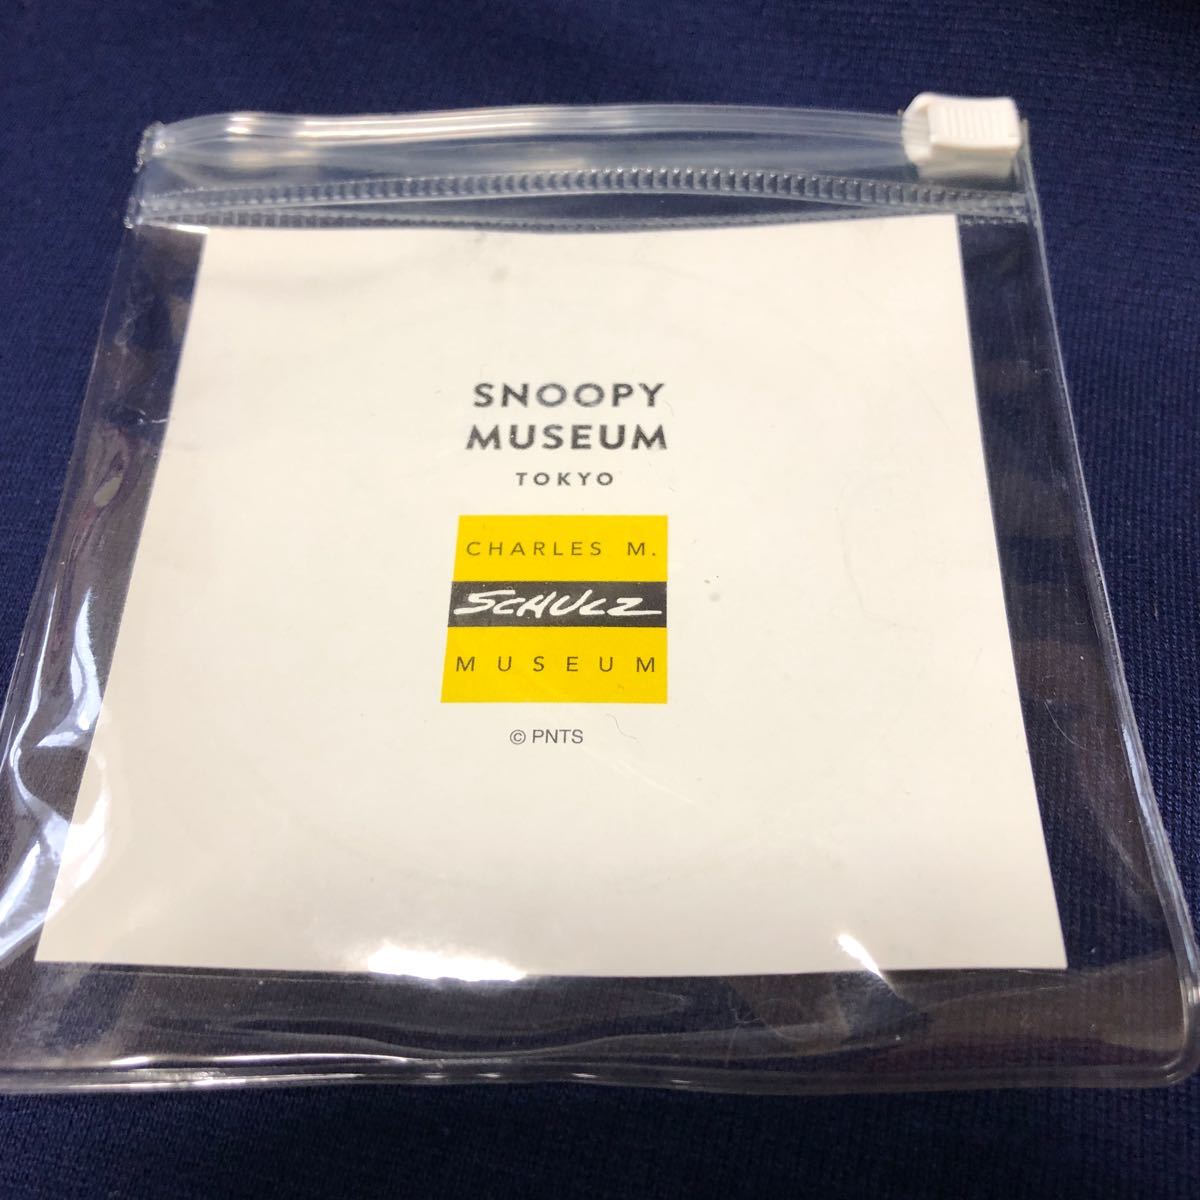 SNOOPY
MUSEUM
TOKYO
CHARLES M.
SCHULZ
MUSEUM
© PNTS